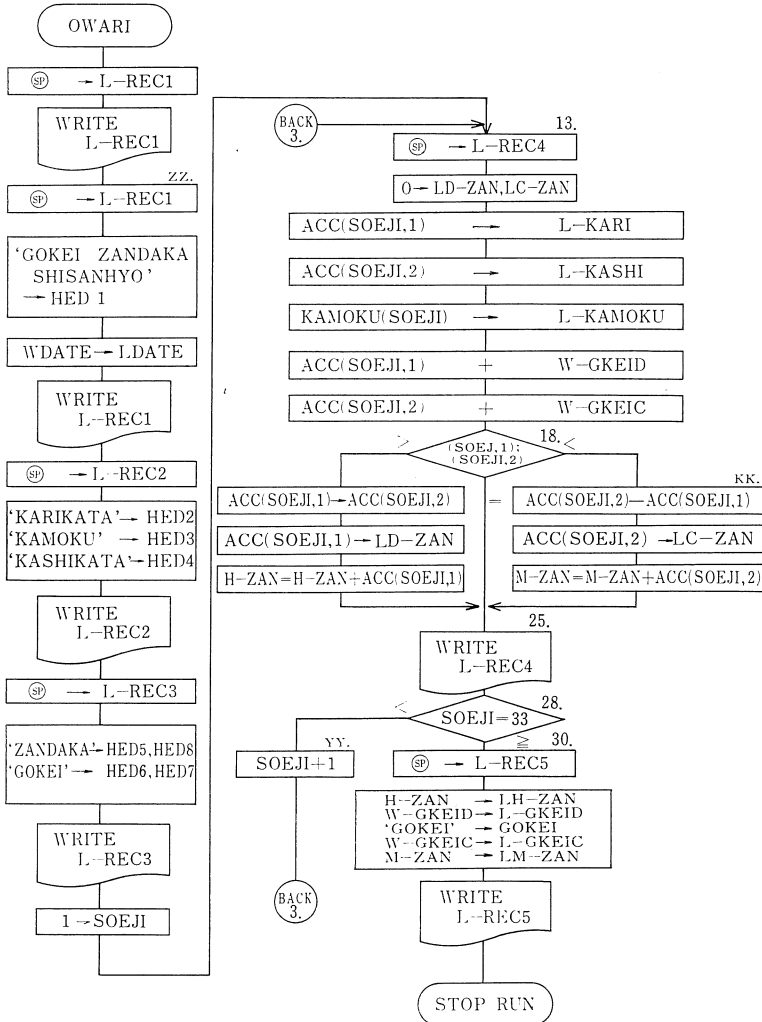 OWARI
SP → L-REC1
WRITE
L-REC1
ZZ.
SP → L-REC1
‘GOKEI ZANDAKA
SHISANHYO’
→ HED 1
WDATE→LDATE
WRITE
L-REC1
SP → L-REC2
‘KARIKATA’→ HED2
‘KAMOKU’ → HED3
‘KASHIKATA’→HED4
WRITE
L-REC2
SP → L-REC3
‘ZANDAKA’→HED5,HED8
‘GOKEI’→ HED6,HED7
WRITE
L-REC3
1→SOEJI
BACK
3.
13.
SP → L-REC4
O→LD-ZAN,LC-ZAN
ACC(SOEJI,1) → L-KARI
ACC(SOEJI,2) → L-KASHI
KAMOKU(SOEJI) → L-KAMOKU
ACC(SOEJI,1) + W-GKEID
ACC(SOEJI,2) + W-GKEIC
18.
> (SOEJ,1): <
(SOEJI,2)
ACC(SOEJI,1)→ACC(SOEJI,2)
ACC(SOEJI,1)→LD-ZAN
H-ZAN=H-ZAN+ACC(SOEJI,1)
=
KK.
ACC(SOEJI,2)—ACC(SOEJI,1)
ACC(SOEJI,2) →LC-ZAN
M-ZAN=M-ZAN+ACC(SOEJI,2)
25.
WRITE
L-REC4
28.
< SOEJI=33
≧
YY.
SOEJI+1
BACK
3.
30.
SP → L-REC5
H-ZAN → LH-ZAN
W-GKEID→ L-GKEID
‘GOKEI’ → GOKEI
W-GKEIC→ L-GKEIC
M-ZAN → LM-ZAN
WRITE
L-REC5
STOP RUN